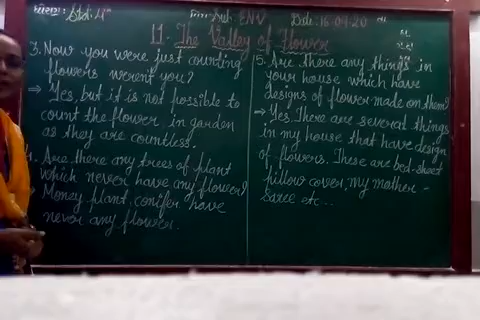 Std: 4th
Sub: ENV
Date: 16-09-20
11. The Valley of Flower
3. Now you were just counting
flowers weren't you?
⇒ Yes, but it is not possible to
count the flower in garden
as they are countless.
4. Are there any trees of plant
which never have any flower?
⇒ Money plant, conifer have
never any flower.
5. Are there any things in
your house which have
designs of flower made on them?
⇒ Yes. There are several things
in my house that have design
of flowers. These are bed-sheet
pillow cover, my mother -
saree etc...